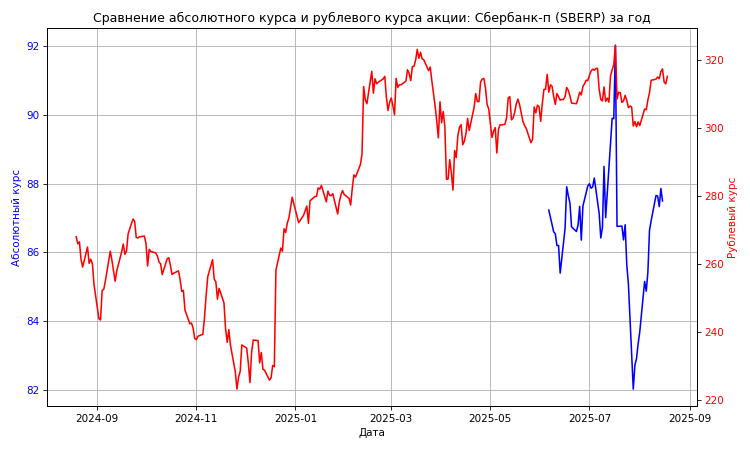 Сравнение абсолютного курса и рублевого курса акции: Сбербанк-п (SBERP) за год
92
90
88
86
84
82
Абсолютный курс
320
300
280
260
240
220
Рублевый курс
2024-09 2024-11 2025-01 2025-03 2025-05 2025-07 2025-09
Дата